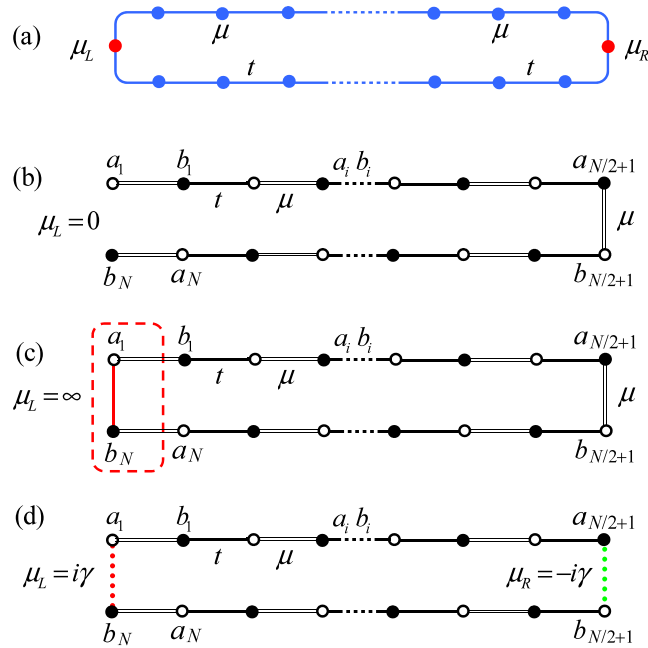 (a)
μ_L μ μ μ_R
t t
(b)
a_1 b_1 a_i b_i a_{N/2+1}
t μ
μ_L = 0 μ
b_N a_N b_{N/2+1}
(c)
a_1 b_1 a_i b_i a_{N/2+1}
t μ
μ_L = ∞ μ
b_N a_N b_{N/2+1}
(d)
a_1 b_1 a_i b_i a_{N/2+1}
t μ
μ_L = iγ μ_R = −iγ
b_N a_N b_{N/2+1}